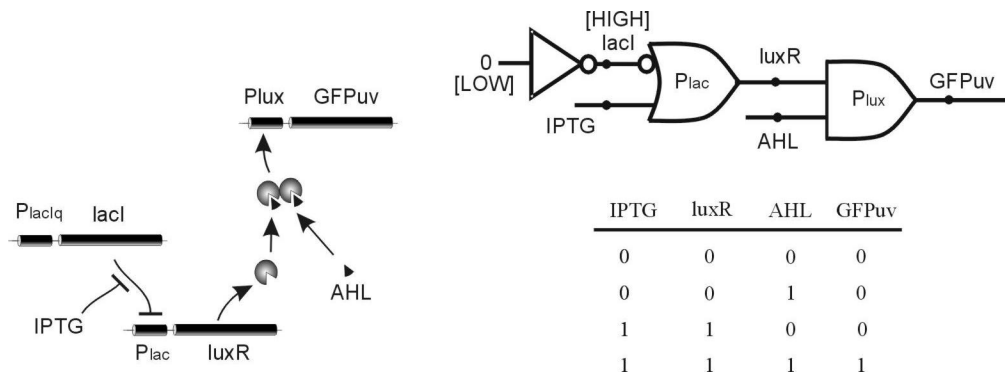 Plux GFPuv
PlacIq lacI
IPTG
Plac luxR
AHL
[HIGH]
lacI
0
[LOW]
Plac
IPTG
luxR
AHL
Plux
GFPuv
IPTG luxR AHL GFPuv
0 0 0 0
0 0 1 0
1 1 0 0
1 1 1 1